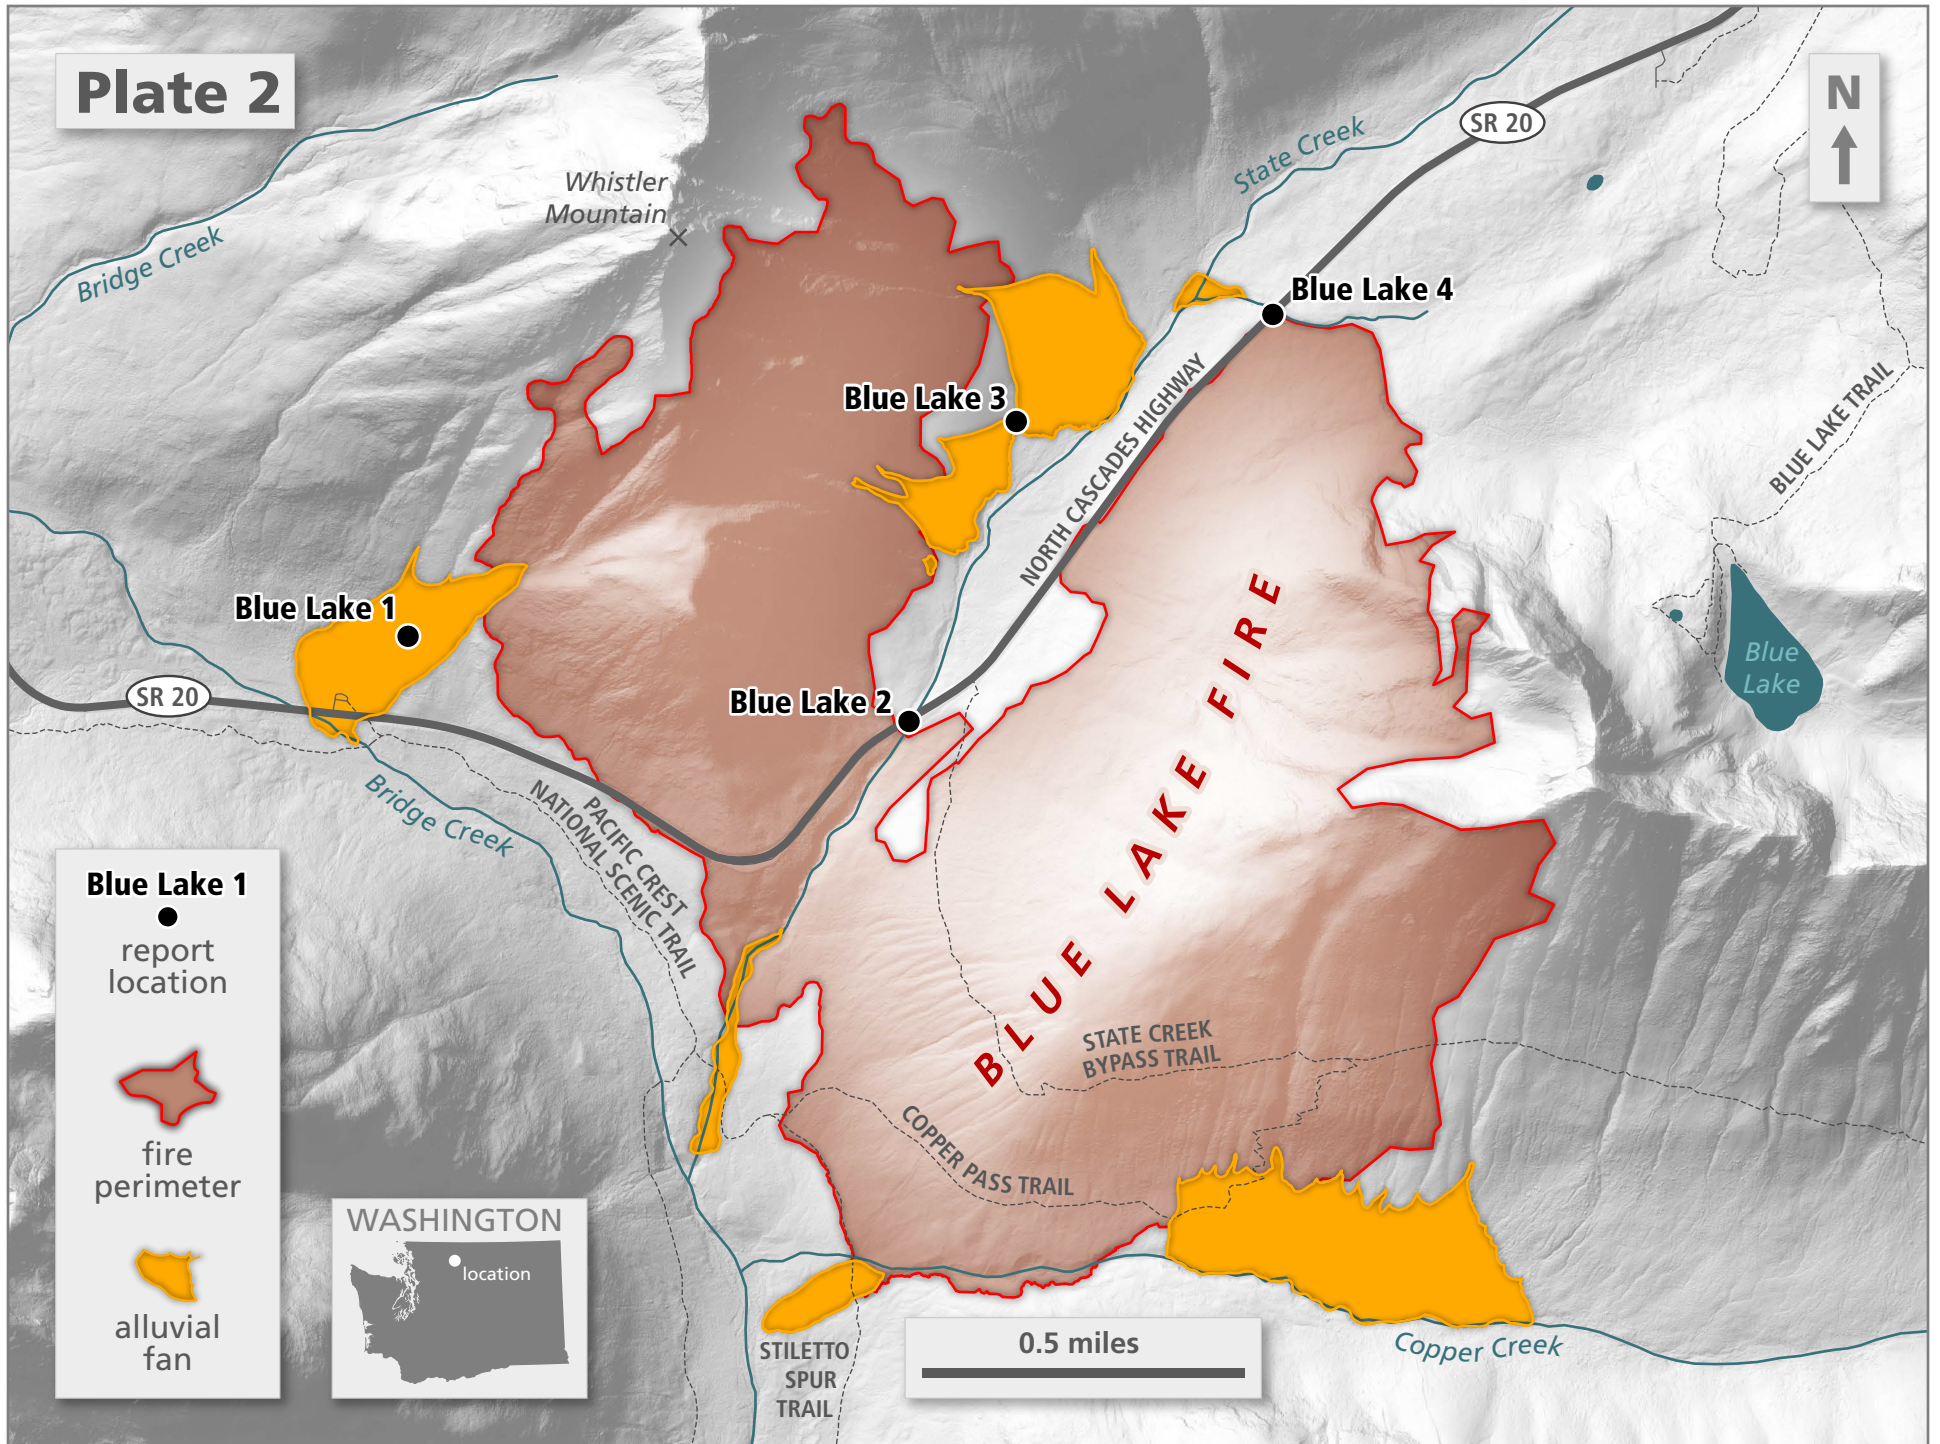 Plate 2
N
SR 20
State Creek
Whistler
Mountain
Bridge Creek
Blue Lake 4
Blue Lake 3
NORTH CASCADES HIGHWAY
BLUE LAKE TRAIL
Blue Lake 1
Blue
Lake
SR 20
Blue Lake 2
BLUE LAKE FIRE
Bridge Creek
PACIFIC CREST
NATIONAL SCENIC TRAIL
STATE CREEK
BYPASS TRAIL
COPPER PASS TRAIL
Blue Lake 1
report
location
fire
perimeter
alluvial
fan
WASHINGTON
location
STILETTO
SPUR
TRAIL
0.5 miles
Copper Creek